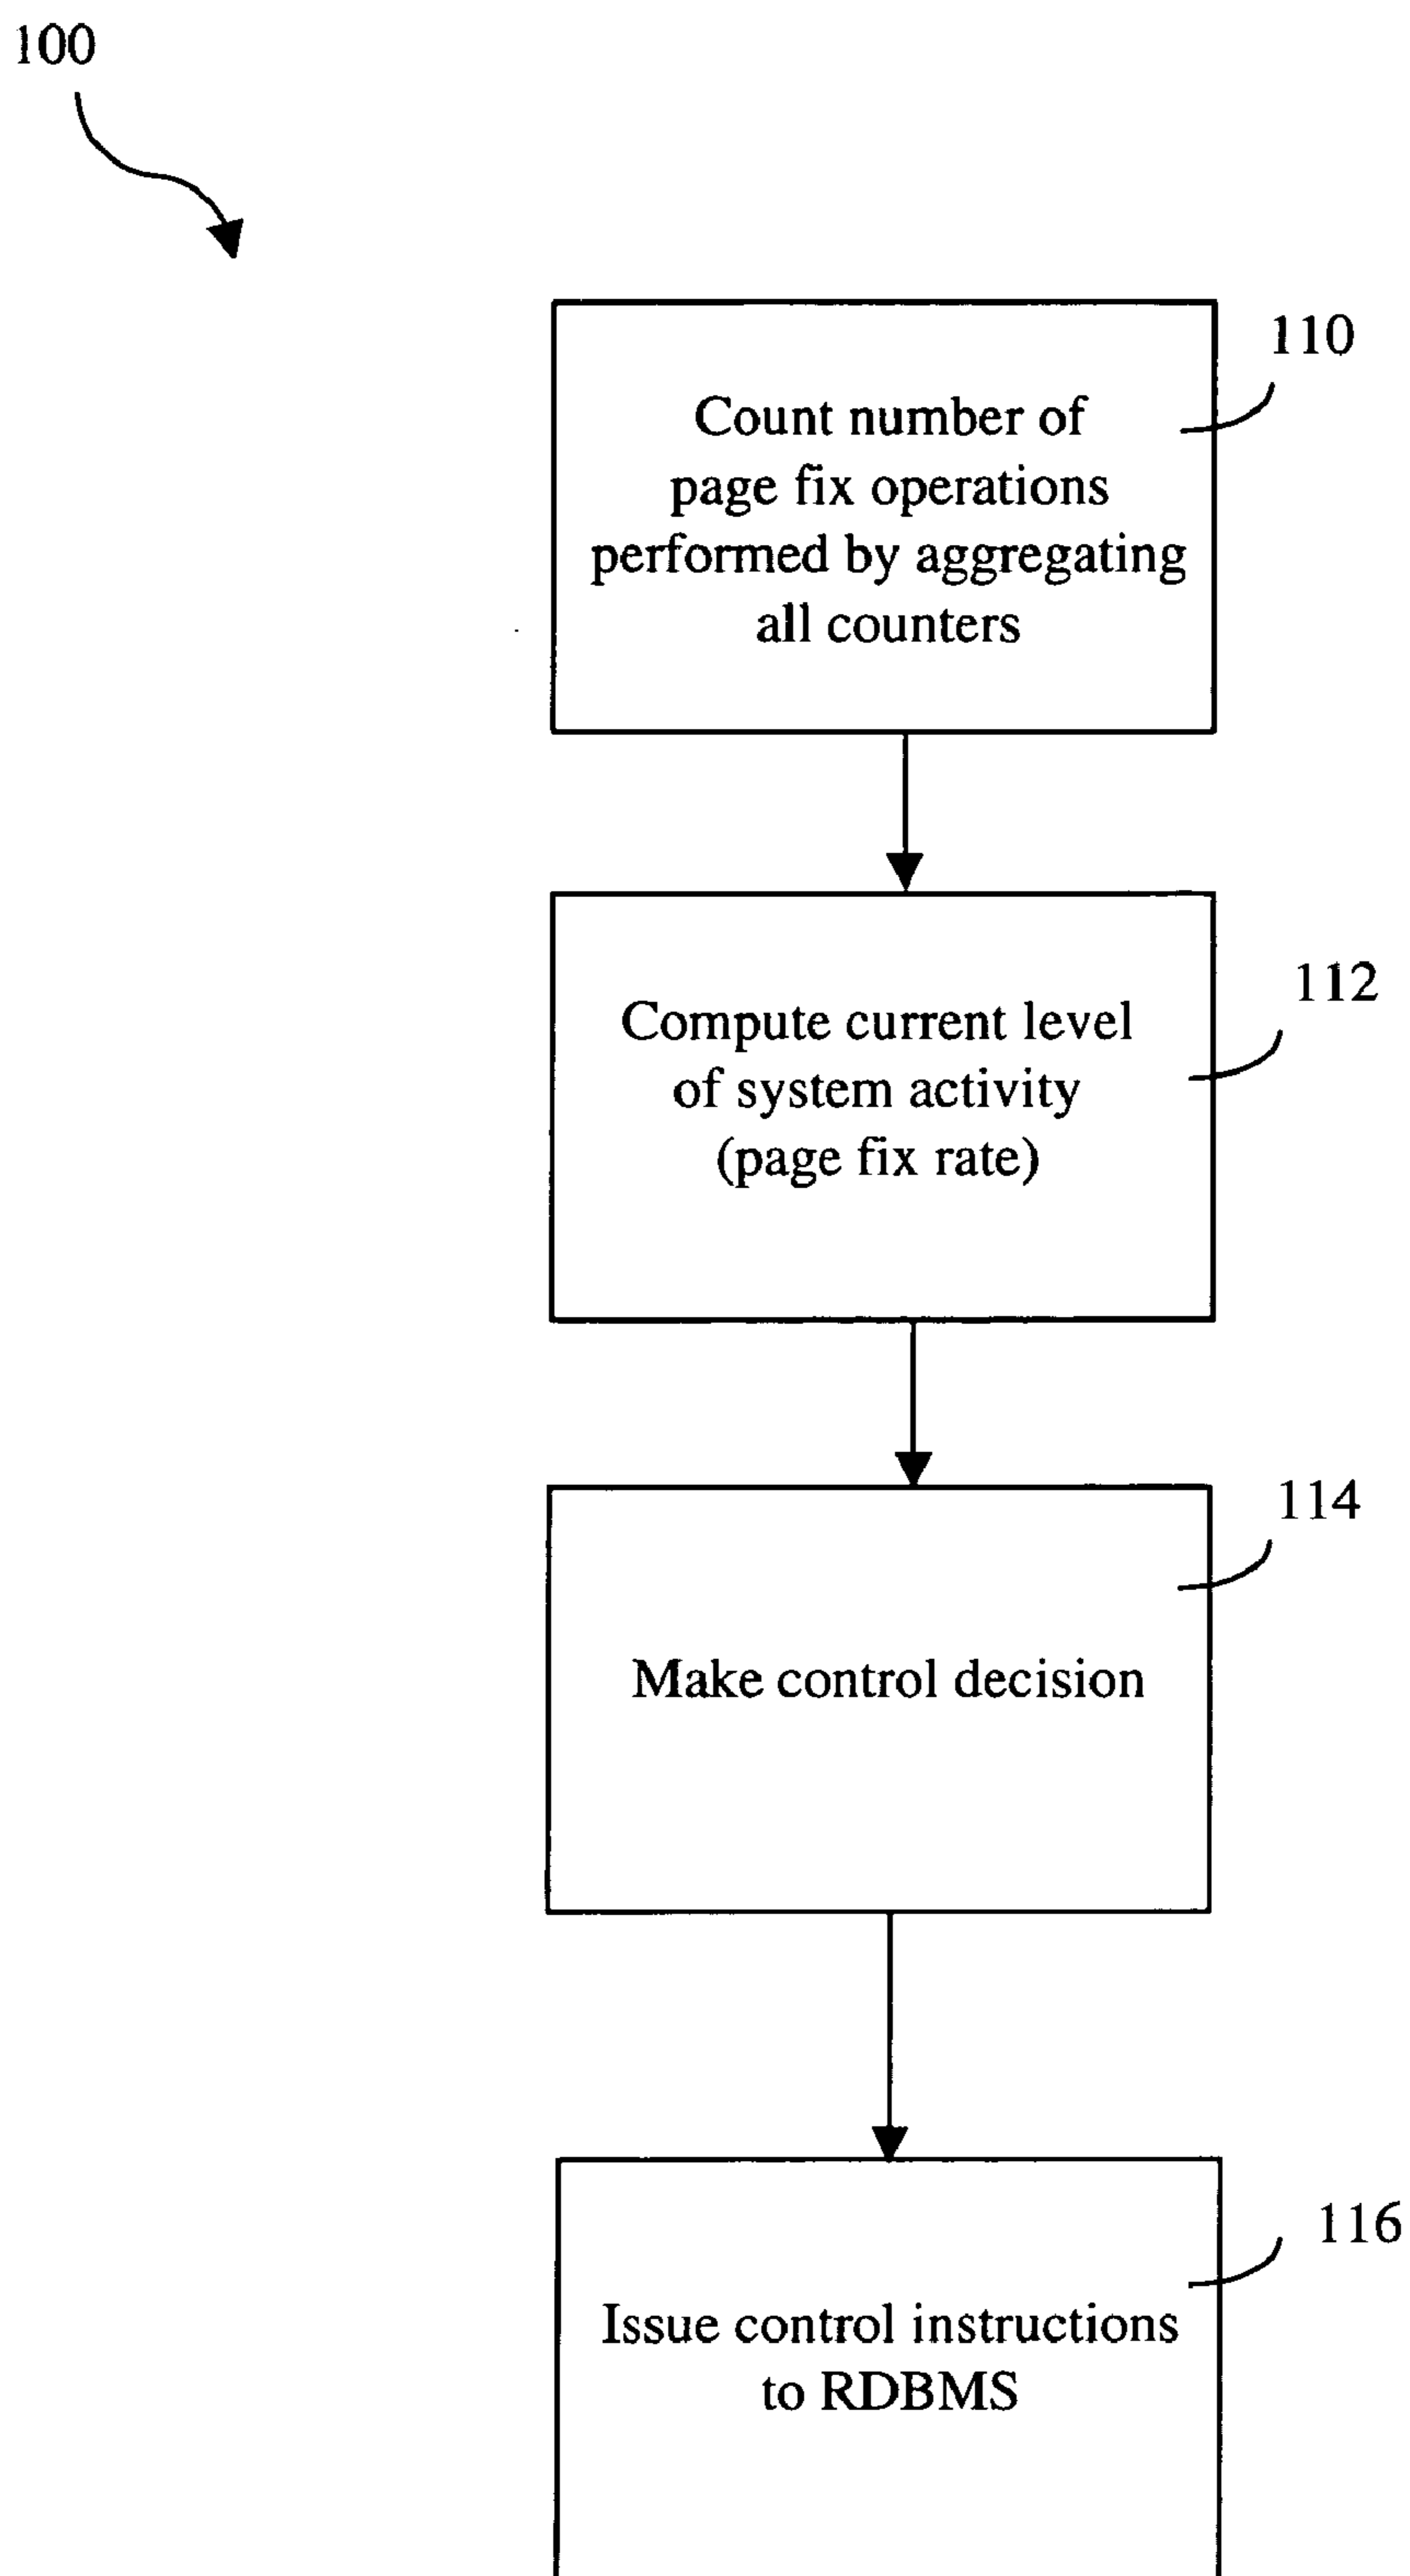 100
110
Count number of
page fix operations
performed by aggregating
all counters
112
Compute current level
of system activity
(page fix rate)
114
Make control decision
116
Issue control instructions
to RDBMS